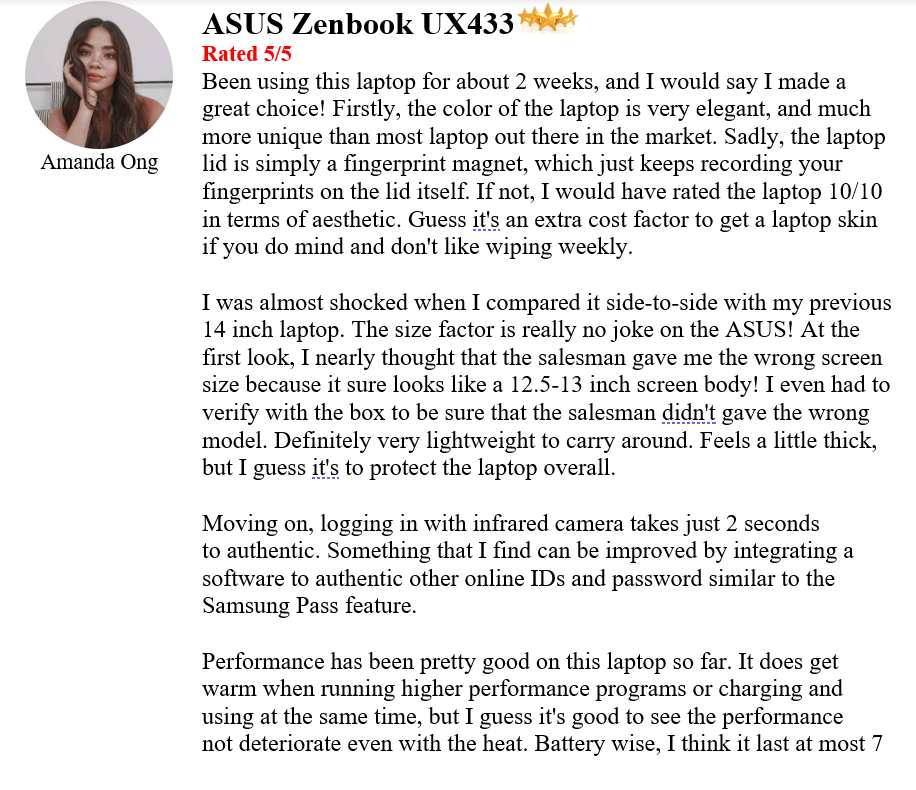 ASUS Zenbook UX433
Rated 5/5
Been using this laptop for about 2 weeks, and I would say I made a
great choice! Firstly, the color of the laptop is very elegant, and much
more unique than most laptop out there in the market. Sadly, the laptop
lid is simply a fingerprint magnet, which just keeps recording your
fingerprints on the lid itself. If not, I would have rated the laptop 10/10
in terms of aesthetic. Guess it's an extra cost factor to get a laptop skin
if you do mind and don't like wiping weekly.
I was almost shocked when I compared it side-to-side with my previous
14 inch laptop. The size factor is really no joke on the ASUS! At the
first look, I nearly thought that the salesman gave me the wrong screen
size because it sure looks like a 12.5-13 inch screen body! I even had to
verify with the box to be sure that the salesman didn't gave the wrong
model. Definitely very lightweight to carry around. Feels a little thick,
but I guess it's to protect the laptop overall.
Moving on, logging in with infrared camera takes just 2 seconds
to authentic. Something that I find can be improved by integrating a
software to authentic other online IDs and password similar to the
Samsung Pass feature.
Performance has been pretty good on this laptop so far. It does get
warm when running higher performance programs or charging and
using at the same time, but I guess it's good to see the performance
not deteriorate even with the heat. Battery wise, I think it last at most 7
Amanda Ong